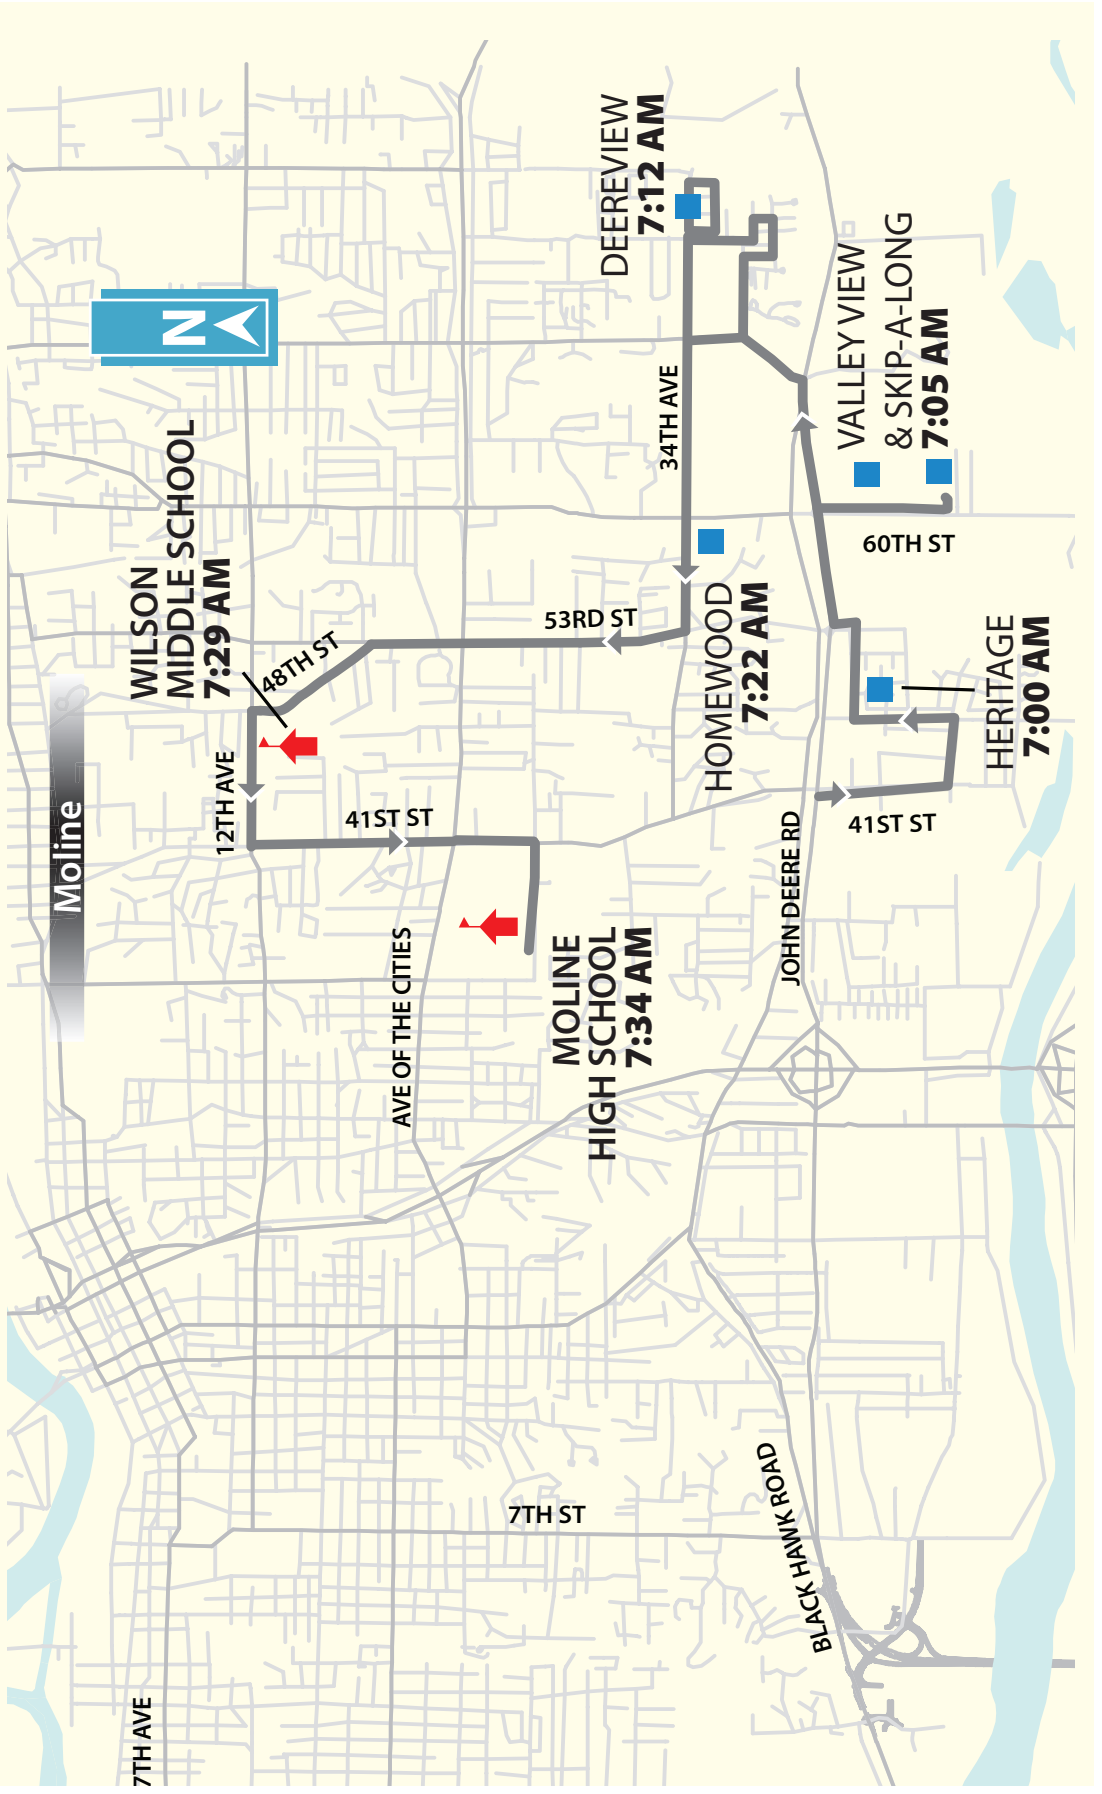 Moline
N
WILSON
MIDDLE SCHOOL
7:29 AM
48TH ST
12TH AVE
41ST ST
53RD ST
34TH AVE
DEEREVIEW
7:12 AM
VALLEY VIEW
& SKIP-A-LONG
7:05 AM
60TH ST
HOMEWOOD
7:22 AM
HERITAGE
7:00 AM
41ST ST
JOHN DEERE RD
AVE OF THE CITIES
MOLINE
HIGH SCHOOL
7:34 AM
7TH ST
BLACK HAWK ROAD
7TH AVE